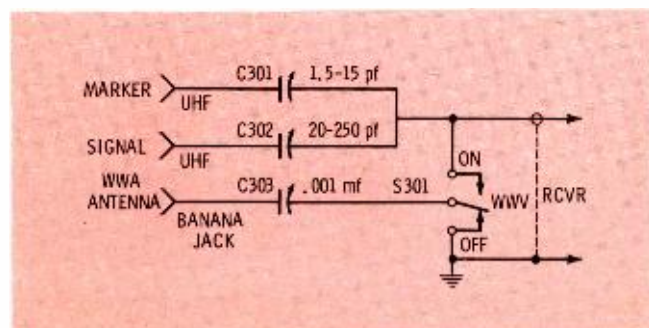 C301 1.5-15 pf
MARKER
UHF
C302 20-250 pf
SIGNAL
UHF
ON
WWA
ANTENNA
C303 .001 mf S301
WWV
RCVR
BANANA
JACK
OFF